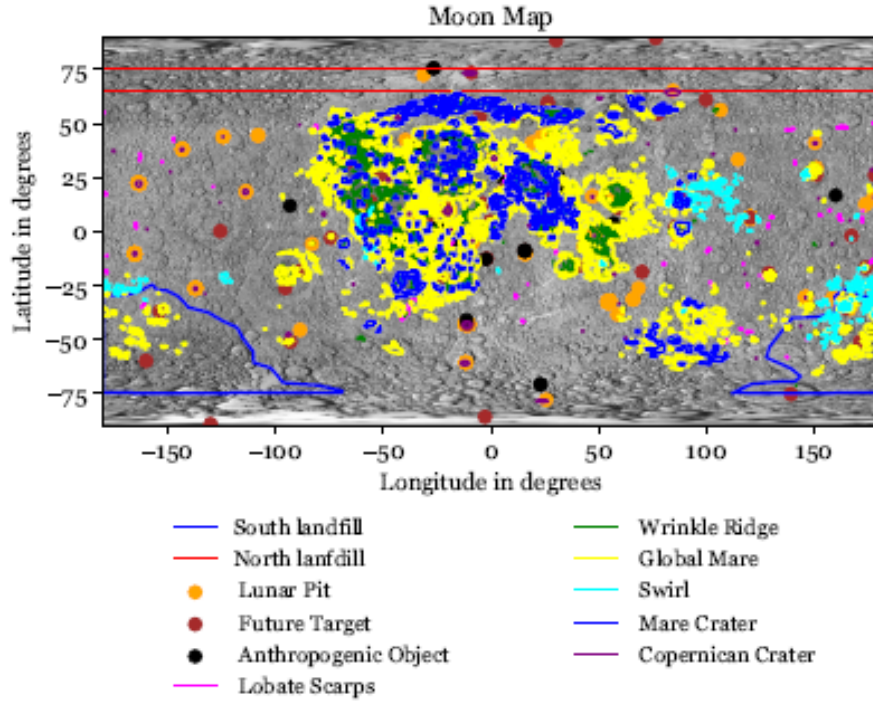 Moon Map
75
50
25
0
−25
−50
−75
Latitude in degrees
−150 −100 −50 0 50 100 150
Longitude in degrees
South landfill Wrinkle Ridge
North lanfdill Global Mare
Lunar Pit Swirl
Future Target Mare Crater
Anthropogenic Object Copernican Crater
Lobate Scarps